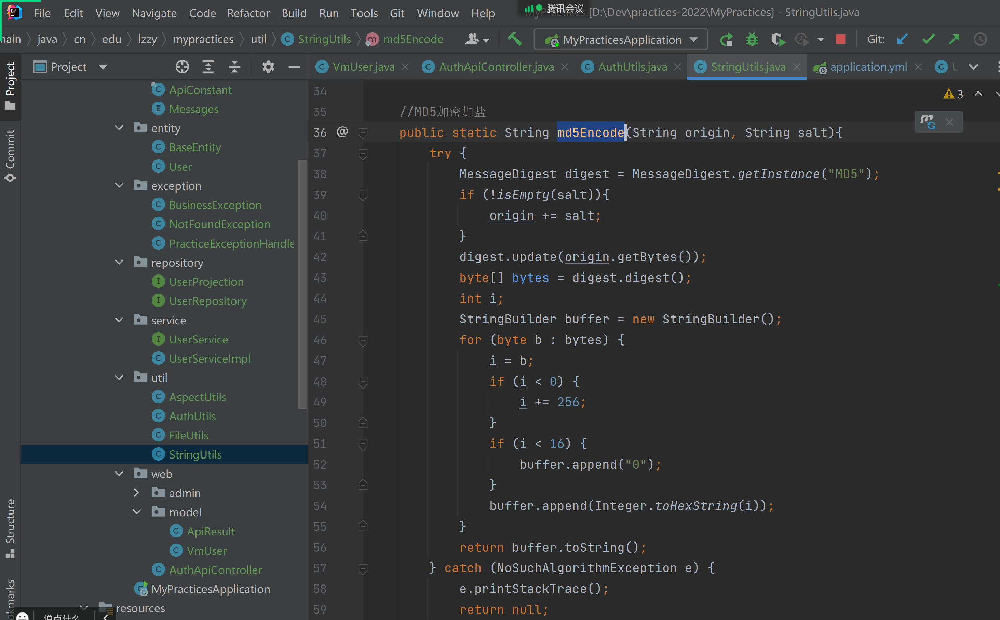 File Edit View Navigate Code Refactor Build Run Tools Git Window Help
腾讯会议
[D:\Dev\practices-2022\MyPractices] - StringUtils.java
java cn edu lzzy mypractices util StringUtils md5Encode
MyPracticesApplication
Git:
Project
VmUser.java AuthApiController.java AuthUtils.java StringUtils.java application.yml
Project
Commit
Structure
ApiConstant
Messages
entity
BaseEntity
User
exception
BusinessException
NotFoundException
PracticeExceptionHandle
repository
UserProjection
UserRepository
service
UserService
UserServiceImpl
util
AspectUtils
AuthUtils
FileUtils
StringUtils
web
admin
model
ApiResult
VmUser
AuthApiController
MyPracticesApplication
resources
说点什么
3
34
35 //MD5加密加盐
36 @ public static String md5Encode(String origin, String salt){
37 try {
38 MessageDigest digest = MessageDigest.getInstance("MD5");
39 if (!isEmpty(salt)){
40 origin += salt;
41 }
42 digest.update(origin.getBytes());
43 byte[] bytes = digest.digest();
44 int i;
45 StringBuilder buffer = new StringBuilder();
46 for (byte b : bytes) {
47 i = b;
48 if (i < 0) {
49 i += 256;
50 }
51 if (i < 16) {
52 buffer.append("0");
53 }
54 buffer.append(Integer.toHexString(i));
55 }
56 return buffer.toString();
57 } catch (NoSuchAlgorithmException e) {
58 e.printStackTrace();
59 return null;